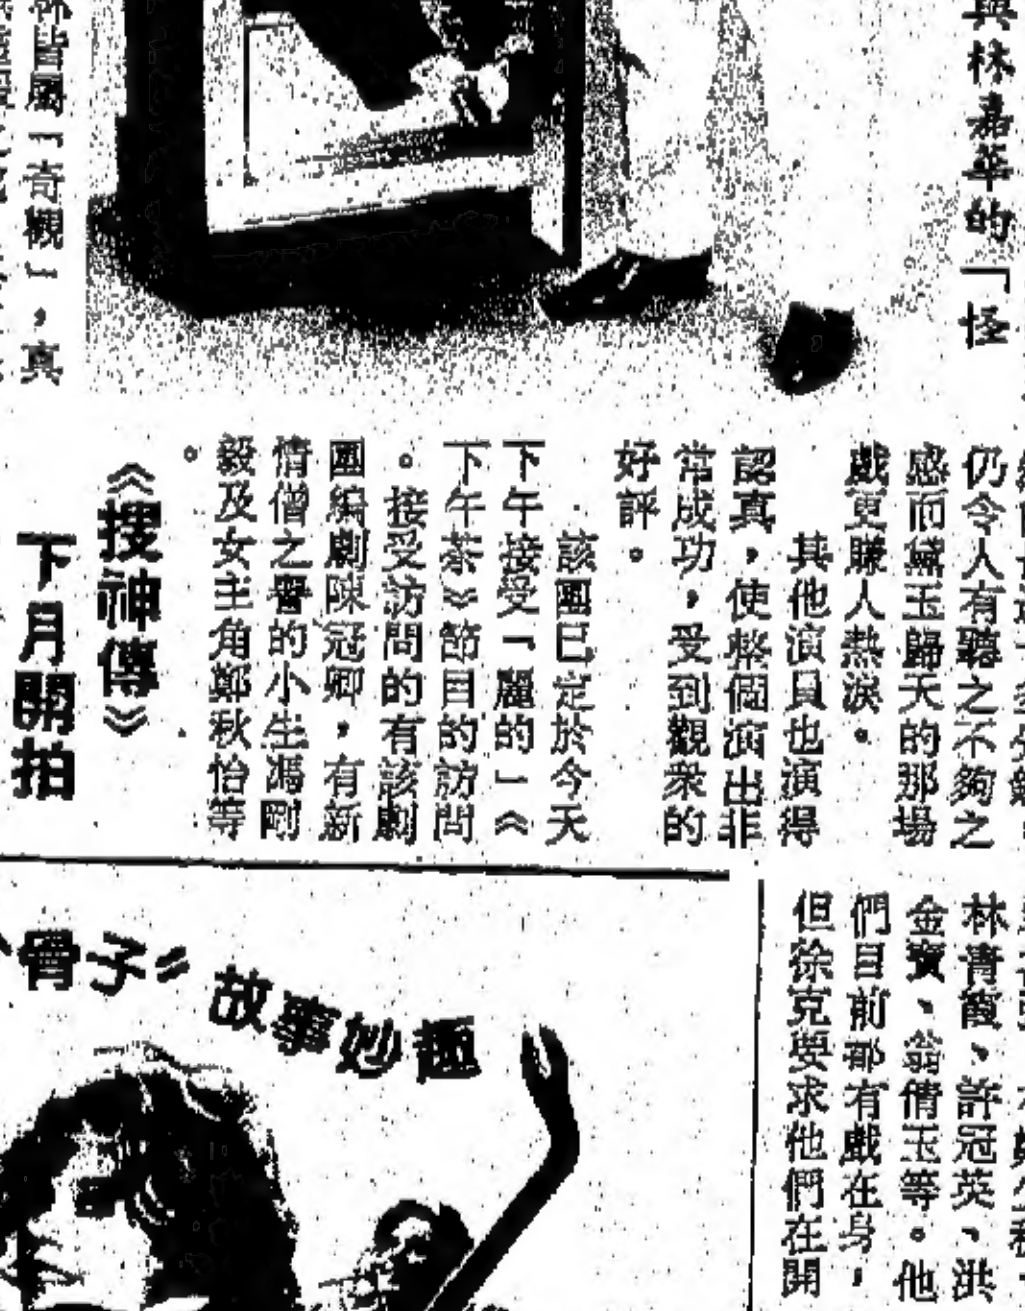 與林嘉華的「怪
仍令人有聽之不夠之
感而黛玉歸天的那場
戲更賺人熱淚。
其他演員也演得
認真，使整個演出非
常成功，受到觀衆的
好評。
該團已定於今天
下午接受「麗的」《
下午茶》節目的訪問
。接受訪問的有該劇
團編劇陳冠卿，有新
情僧之譽的小生馮剛
毅及女主角鄭秋怡等
。
《搜神傳》
下月開拍
皆屬「奇觀」，真
林青霞、許冠英、洪
金寶、翁倩玉等。他
們目前都有戲在身，
但徐克要求他們在開
骨子》故事妙趣